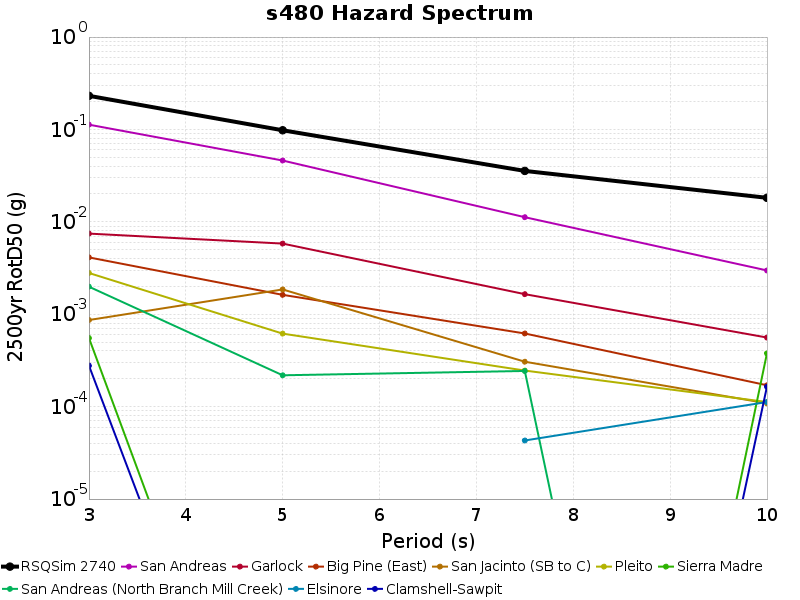 s480 Hazard Spectrum
2500yr RotD50 (g)
10^0
10^-1
10^-2
10^-3
10^-4
10^-5
3 4 5 6 7 8 9 10
Period (s)
RSQSim 2740 San Andreas Garlock Big Pine (East) San Jacinto (SB to C) Pleito Sierra Madre
San Andreas (North Branch Mill Creek) Elsinore Clamshell-Sawpit